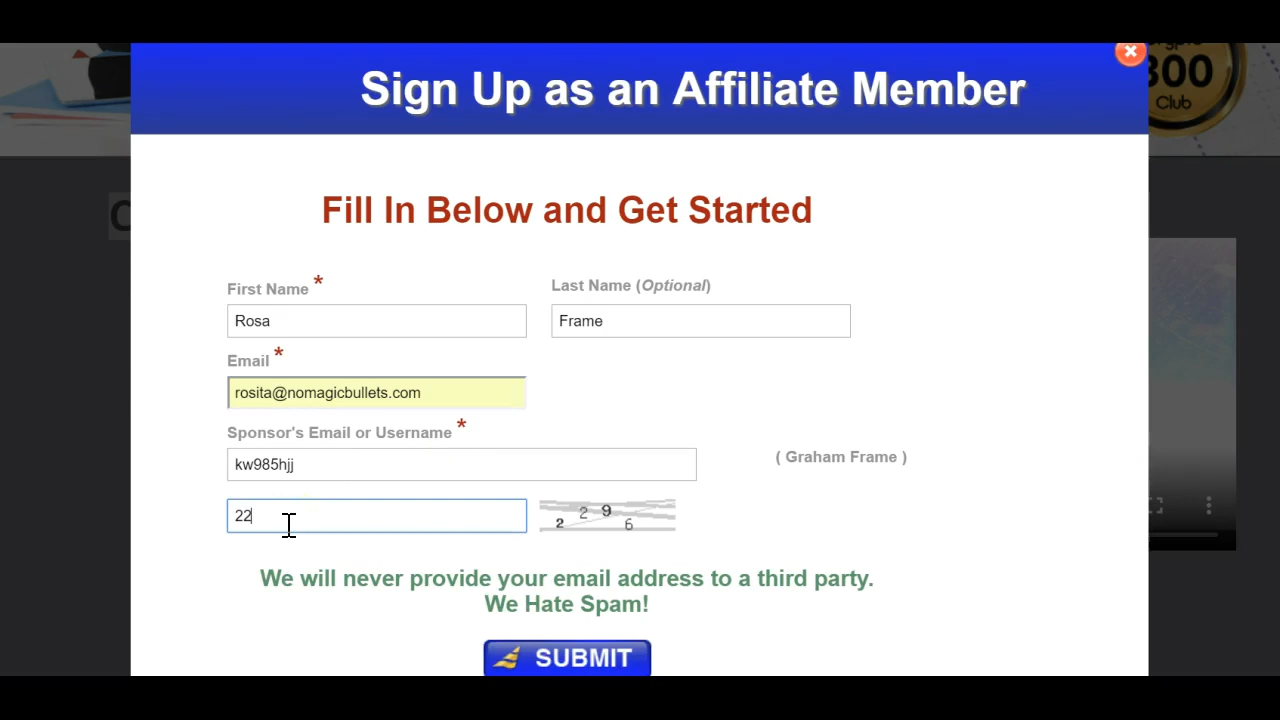 300
Club
Sign Up as an Affiliate Member
Fill In Below and Get Started
First Name *
Last Name (Optional)
Rosa
Frame
Email *
rosita@nomagicbullets.com
Sponsor's Email or Username *
kw985hjj
( Graham Frame )
22
2 2 9 6
We will never provide your email address to a third party.
We Hate Spam!
SUBMIT